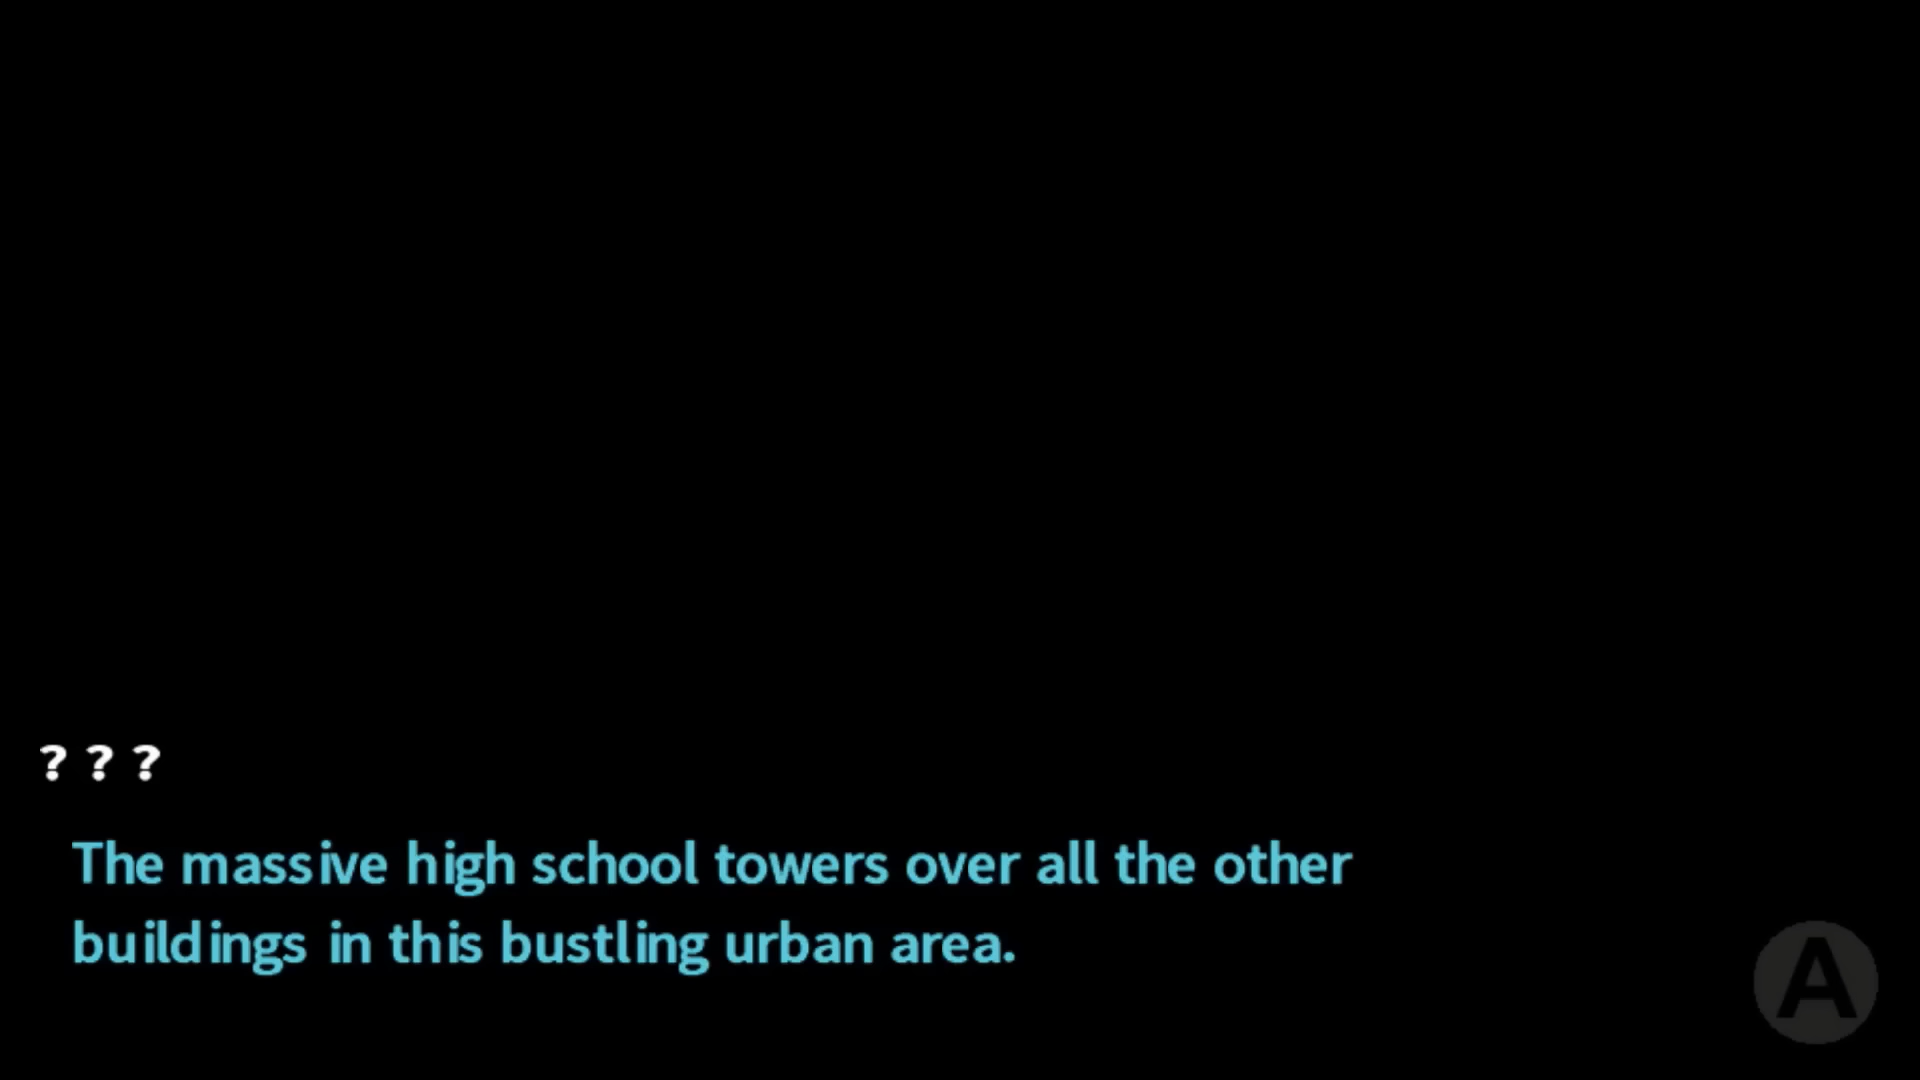 ? ? ?
The massive high school towers over all the other
buildings in this bustling urban area.
A